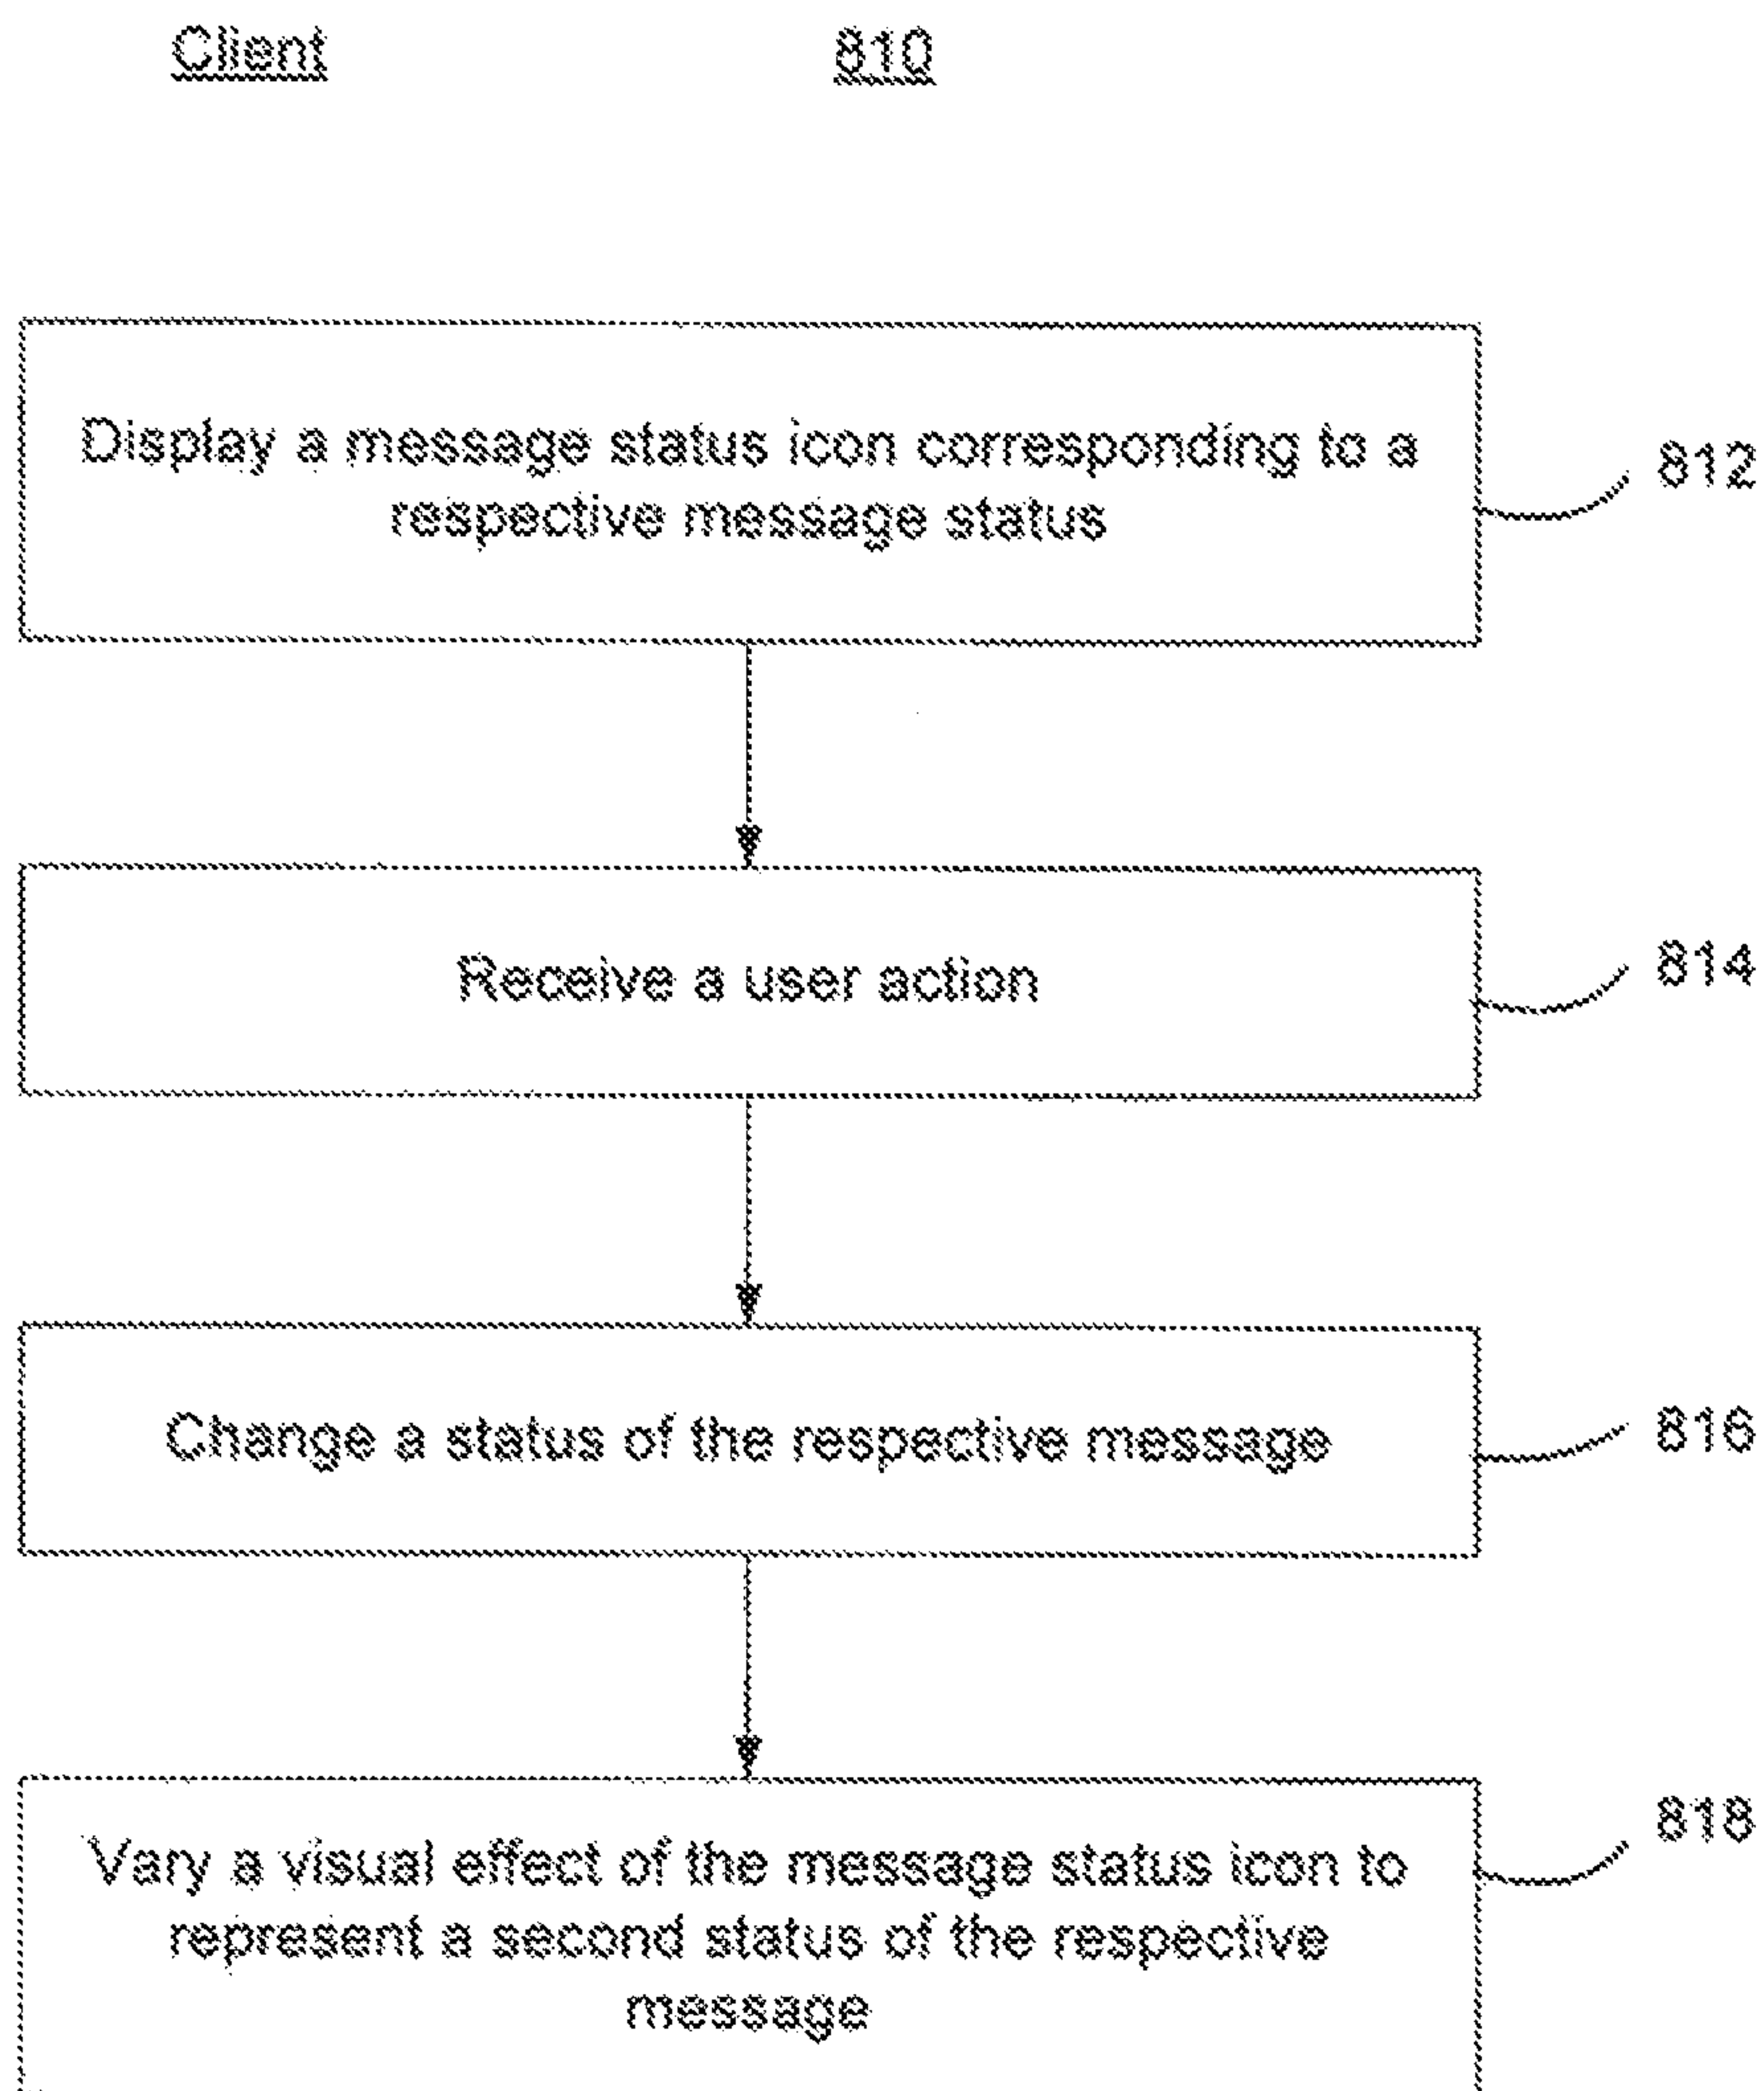 Client 810
Display a message status icon corresponding to a
respective message status
812
Receive a user action
814
Change a status of the respective message
816
Vary a visual effect of the message status icon to
represent a second status of the respective
message
818